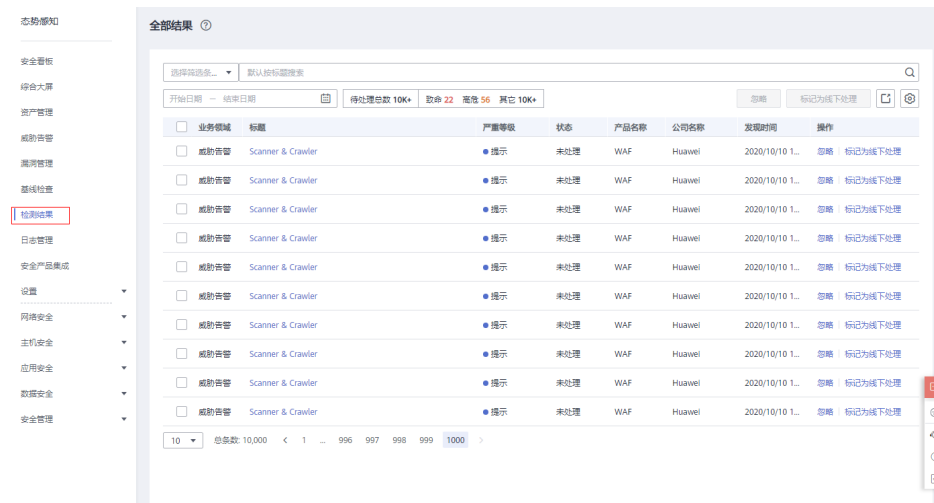 态势感知
安全看板
综合大屏
资产管理
威胁告警
漏洞管理
基线检查
检测结果
日志管理
安全产品集成
设置
网络安全
主机安全
应用安全
数据安全
安全管理
全部结果
选择筛选条... 默认按标题搜索
开始日期 – 结束日期 待处理总数 10K+ 致命 22 高危 56 其它 10K+ 忽略 标记为线下处理
业务领域 标题 严重等级 状态 产品名称 公司名称 发现时间 操作
威胁告警 Scanner & Crawler 提示 未处理 WAF Huawei 2020/10/10 1... 忽略 标记为线下处理
威胁告警 Scanner & Crawler 提示 未处理 WAF Huawei 2020/10/10 1... 忽略 标记为线下处理
威胁告警 Scanner & Crawler 提示 未处理 WAF Huawei 2020/10/10 1... 忽略 标记为线下处理
威胁告警 Scanner & Crawler 提示 未处理 WAF Huawei 2020/10/10 1... 忽略 标记为线下处理
威胁告警 Scanner & Crawler 提示 未处理 WAF Huawei 2020/10/10 1... 忽略 标记为线下处理
威胁告警 Scanner & Crawler 提示 未处理 WAF Huawei 2020/10/10 1... 忽略 标记为线下处理
威胁告警 Scanner & Crawler 提示 未处理 WAF Huawei 2020/10/10 1... 忽略 标记为线下处理
威胁告警 Scanner & Crawler 提示 未处理 WAF Huawei 2020/10/10 1... 忽略 标记为线下处理
威胁告警 Scanner & Crawler 提示 未处理 WAF Huawei 2020/10/10 1... 忽略 标记为线下处理
威胁告警 Scanner & Crawler 提示 未处理 WAF Huawei 2020/10/10 1... 忽略 标记为线下处理
10 总条数: 10,000 < 1 ... 996 997 998 999 1000 >